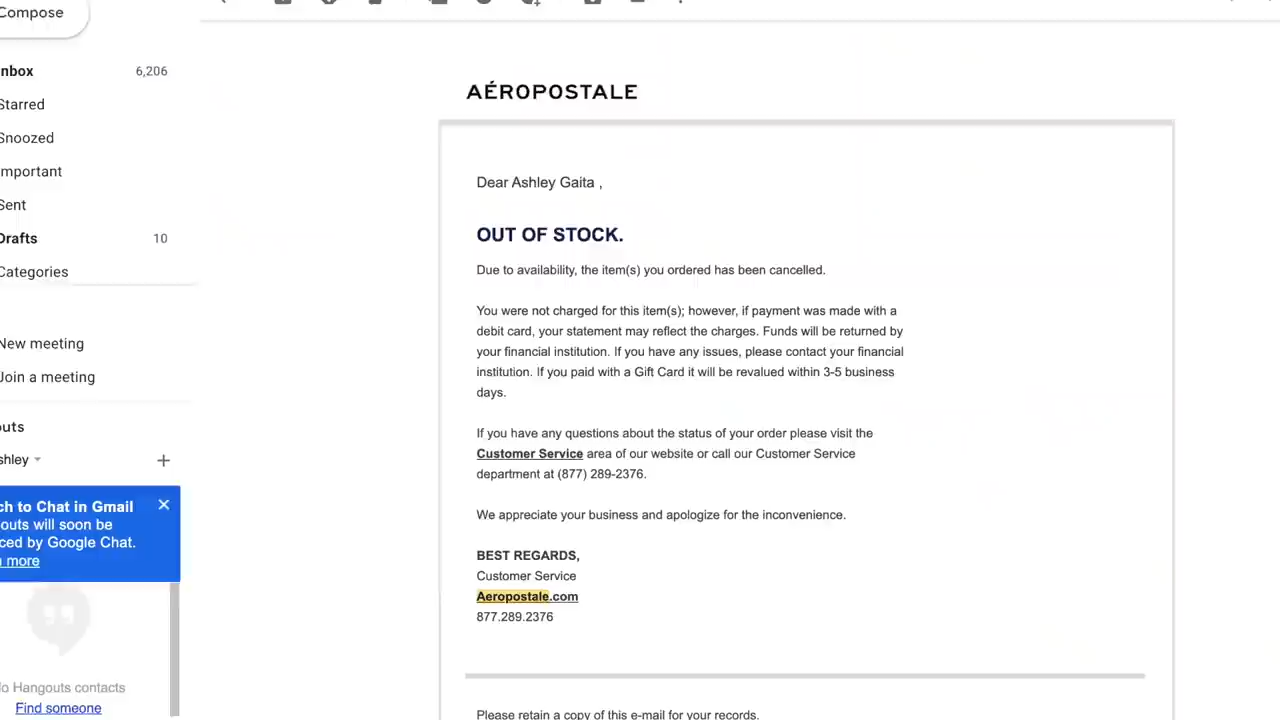 Compose
nbox 6,206
Starred
Snoozed
mportant
Sent
Drafts 10
Categories
New meeting
Join a meeting
outs
shley
ch to Chat in Gmail
outs will soon be
ced by Google Chat.
n more
o Hangouts contacts
Find someone
AÉROPOSTALE
Dear Ashley Gaita ,
OUT OF STOCK.
Due to availability, the item(s) you ordered has been cancelled.
You were not charged for this item(s); however, if payment was made with a
debit card, your statement may reflect the charges. Funds will be returned by
your financial institution. If you have any issues, please contact your financial
institution. If you paid with a Gift Card it will be revalued within 3-5 business
days.
If you have any questions about the status of your order please visit the
Customer Service area of our website or call our Customer Service
department at (877) 289-2376.
We appreciate your business and apologize for the inconvenience.
BEST REGARDS,
Customer Service
Aeropostale.com
877.289.2376
Please retain a copy of this e-mail for your records.